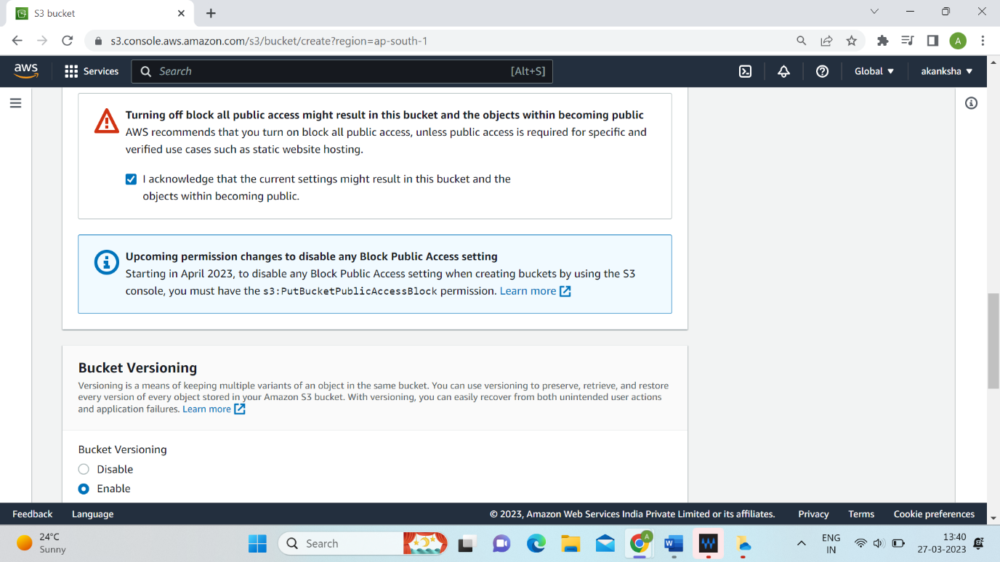 S3 bucket
s3.console.aws.amazon.com/s3/bucket/create?region=ap-south-1
A
aws Services Search [Alt+S] Global akanksha
Turning off block all public access might result in this bucket and the objects within becoming public
AWS recommends that you turn on block all public access, unless public access is required for specific and
verified use cases such as static website hosting.
I acknowledge that the current settings might result in this bucket and the
objects within becoming public.
Upcoming permission changes to disable any Block Public Access setting
Starting in April 2023, to disable any Block Public Access setting when creating buckets by using the S3
console, you must have the s3:PutBucketPublicAccessBlock permission. Learn more
Bucket Versioning
Versioning is a means of keeping multiple variants of an object in the same bucket. You can use versioning to preserve, retrieve, and restore
every version of every object stored in your Amazon S3 bucket. With versioning, you can easily recover from both unintended user actions
and application failures. Learn more
Bucket Versioning
Disable
Enable
Feedback Language © 2023, Amazon Web Services India Private Limited or its affiliates. Privacy Terms Cookie preferences
24°C
Sunny
Search
A
W
ENG
IN
13:40
27-03-2023